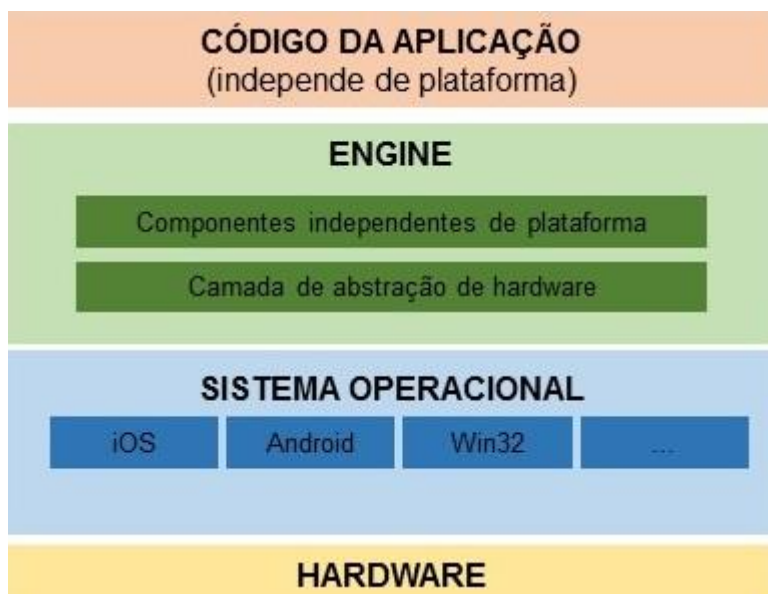 CÓDIGO DA APLICAÇÃO
(independe de plataforma)
ENGINE
Componentes independentes de plataforma
Camada de abstração de hardware
SISTEMA OPERACIONAL
iOS Android Win32 ...
HARDWARE